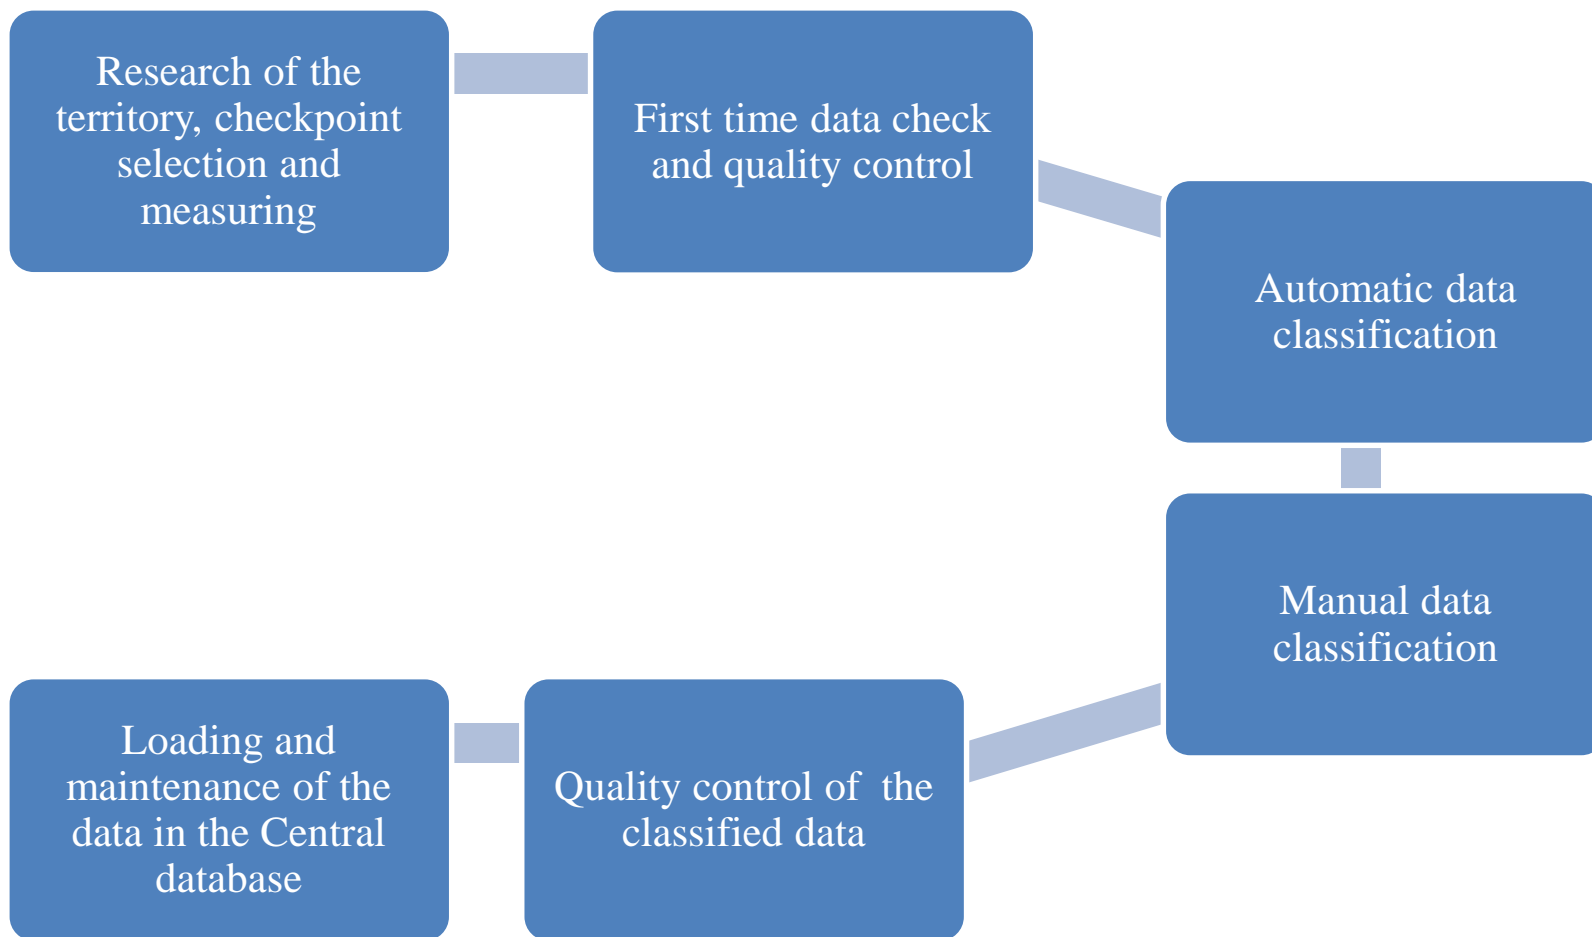 Research of the
territory, checkpoint
selection and
measuring
First time data check
and quality control
Automatic data
classification
Manual data
classification
Quality control of  the
classified data
Loading and
maintenance of the
data in the Central
database